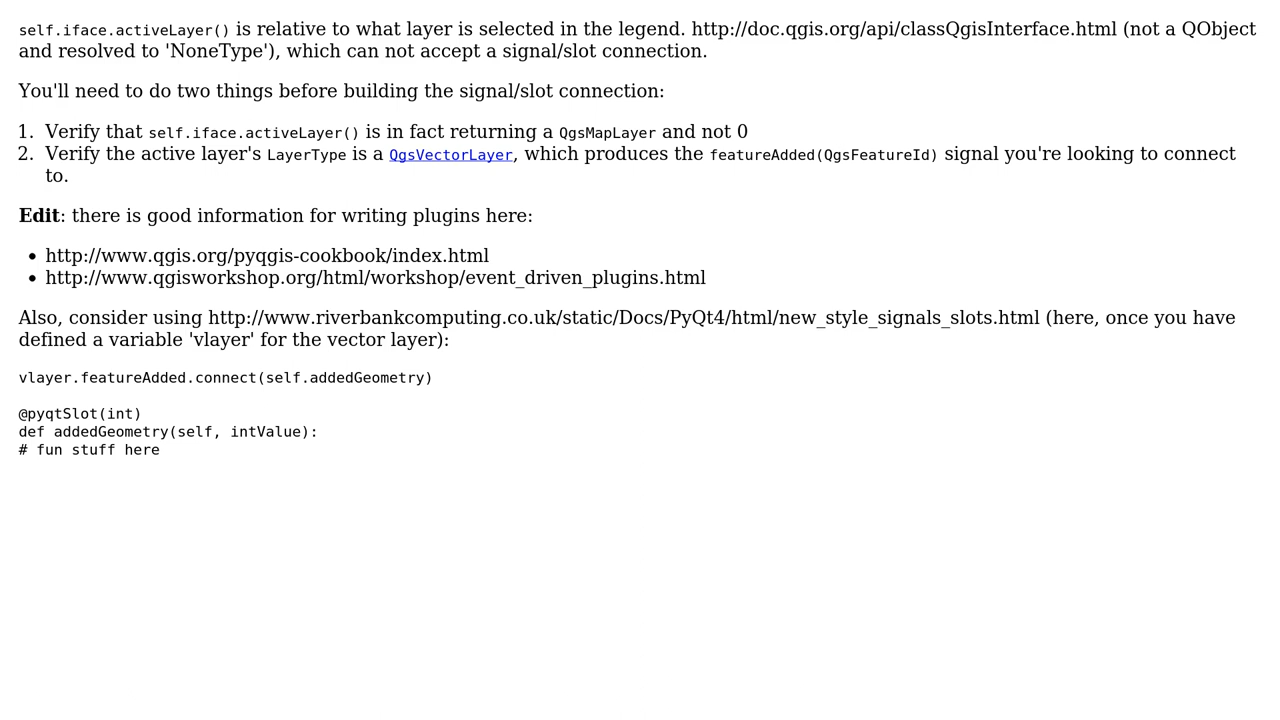 self.iface.activeLayer() is relative to what layer is selected in the legend. http://doc.qgis.org/api/classQgisInterface.html (not a QObject
and resolved to 'NoneType'), which can not accept a signal/slot connection.
You'll need to do two things before building the signal/slot connection:
1. Verify that self.iface.activeLayer() is in fact returning a QgsMapLayer and not 0
2. Verify the active layer's LayerType is a QgsVectorLayer, which produces the featureAdded(QgsFeatureId) signal you're looking to connect
to.
Edit: there is good information for writing plugins here:
• http://www.qgis.org/pyqgis-cookbook/index.html
• http://www.qgisworkshop.org/html/workshop/event_driven_plugins.html
Also, consider using http://www.riverbankcomputing.co.uk/static/Docs/PyQt4/html/new_style_signals_slots.html (here, once you have
defined a variable 'vlayer' for the vector layer):
vlayer.featureAdded.connect(self.addedGeometry)
@pyqtSlot(int)
def addedGeometry(self, intValue):
# fun stuff here